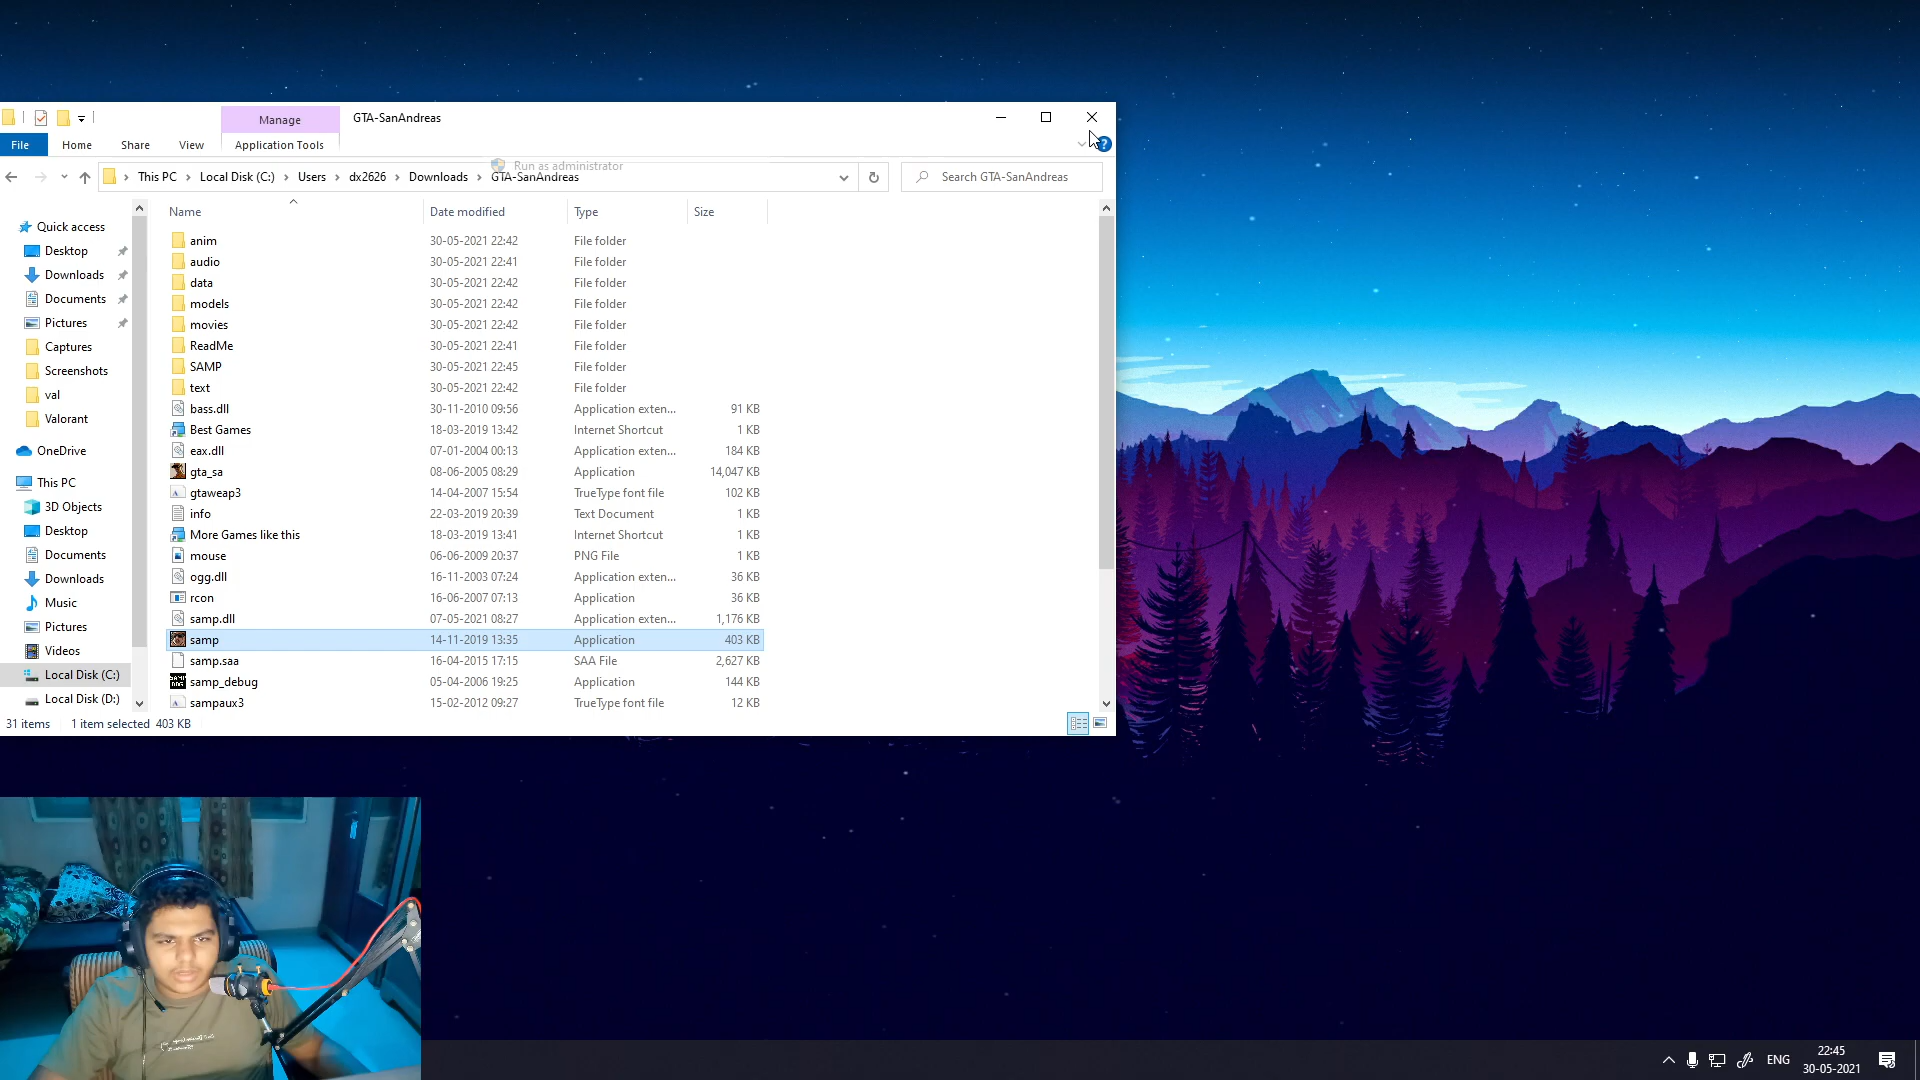 Manage
GTA-SanAndreas
File
Home
Share
View
Application Tools
Run as administrator
This PC
Local Disk (C:)
Users
dx2626
Downloads
GTA-SanAndreas
Search GTA-SanAndreas
Quick access
Desktop
Downloads
Documents
Pictures
Captures
Screenshots
val
Valorant
OneDrive
This PC
3D Objects
Desktop
Documents
Downloads
Music
Pictures
Videos
Local Disk (C:)
Local Disk (D:)
Name Date modified Type Size
anim 30-05-2021 22:42 File folder
audio 30-05-2021 22:41 File folder
data 30-05-2021 22:42 File folder
models 30-05-2021 22:42 File folder
movies 30-05-2021 22:42 File folder
ReadMe 30-05-2021 22:41 File folder
SAMP 30-05-2021 22:45 File folder
text 30-05-2021 22:42 File folder
bass.dll 30-11-2010 09:56 Application exten... 91 KB
Best Games 18-03-2019 13:42 Internet Shortcut 1 KB
eax.dll 07-01-2004 00:13 Application exten... 184 KB
gta_sa 08-06-2005 08:29 Application 14,047 KB
gtaweap3 14-04-2007 15:54 TrueType font file 102 KB
info 22-03-2019 20:39 Text Document 1 KB
More Games like this 18-03-2019 13:41 Internet Shortcut 1 KB
mouse 06-06-2009 20:37 PNG File 1 KB
ogg.dll 16-11-2003 07:24 Application exten... 36 KB
rcon 16-06-2007 07:13 Application 36 KB
samp.dll 07-05-2021 08:27 Application exten... 1,176 KB
samp 14-11-2019 13:35 Application 403 KB
samp.saa 16-04-2015 17:15 SAA File 2,627 KB
samp_debug 05-04-2006 19:25 Application 144 KB
sampaux3 15-02-2012 09:27 TrueType font file 12 KB
31 items 1 item selected 403 KB
ENG
22:45
30-05-2021